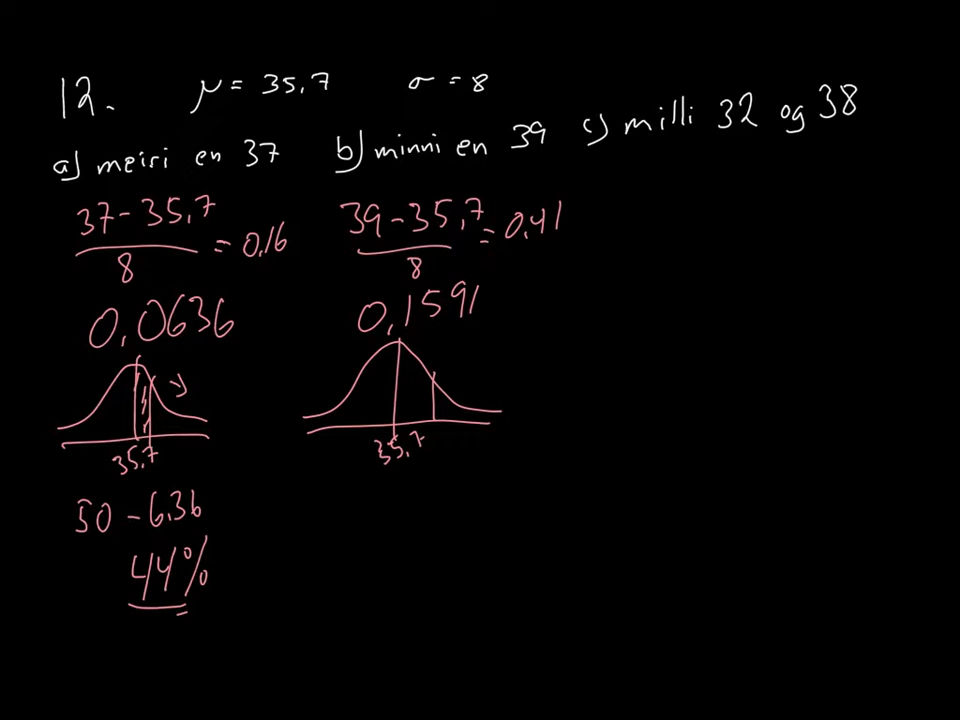 12. μ = 35,7 σ = 8
a) meiri en 37 b) minni en 39 c) milli 32 og 38
37 - 35,7
8
= 0,16
0,0636
35,7
50 - 6,36
44%
39 - 35,7
8
= 0,41
0,1591
35,7